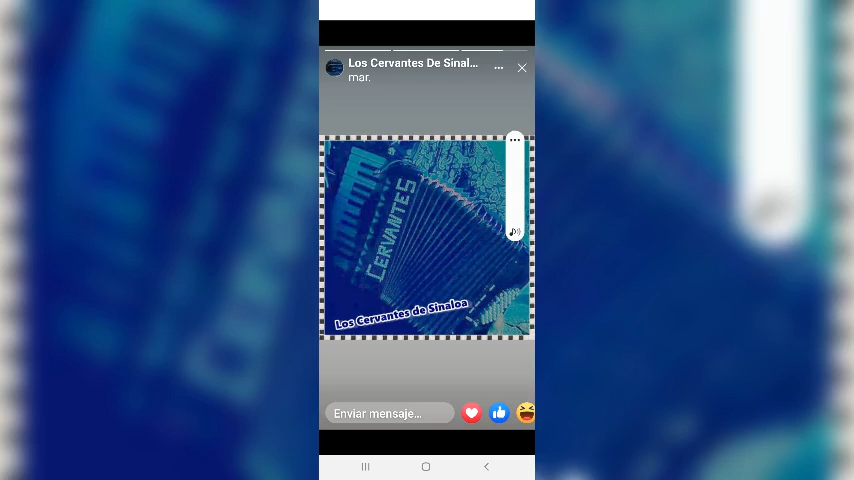 Los Cervantes De Sinal...
mar.
CERVANTES
Los Cervantes de Sinaloa
Enviar mensaje...